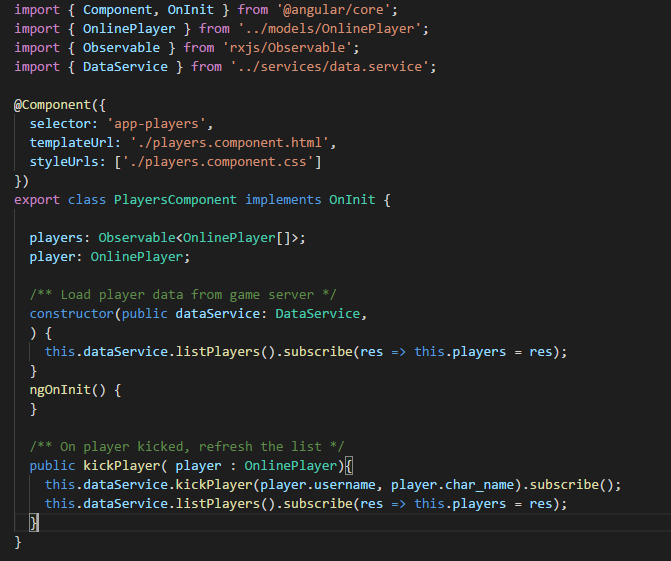 import { Component, OnInit } from '@angular/core';
import { OnlinePlayer } from '../models/OnlinePlayer';
import { Observable } from 'rxjs/Observable';
import { DataService } from '../services/data.service';
@Component({
  selector: 'app-players',
  templateUrl: './players.component.html',
  styleUrls: ['./players.component.css']
})
export class PlayersComponent implements OnInit {
  players: Observable<OnlinePlayer[]>;
  player: OnlinePlayer;
  /** Load player data from game server */
  constructor(public dataService: DataService,
  ) {
    this.dataService.listPlayers().subscribe(res => this.players = res);
  }
  ngOnInit() {
  }
  /** On player kicked, refresh the list */
  public kickPlayer( player : OnlinePlayer){
    this.dataService.kickPlayer(player.username, player.char_name).subscribe();
    this.dataService.listPlayers().subscribe(res => this.players = res);
  }
}